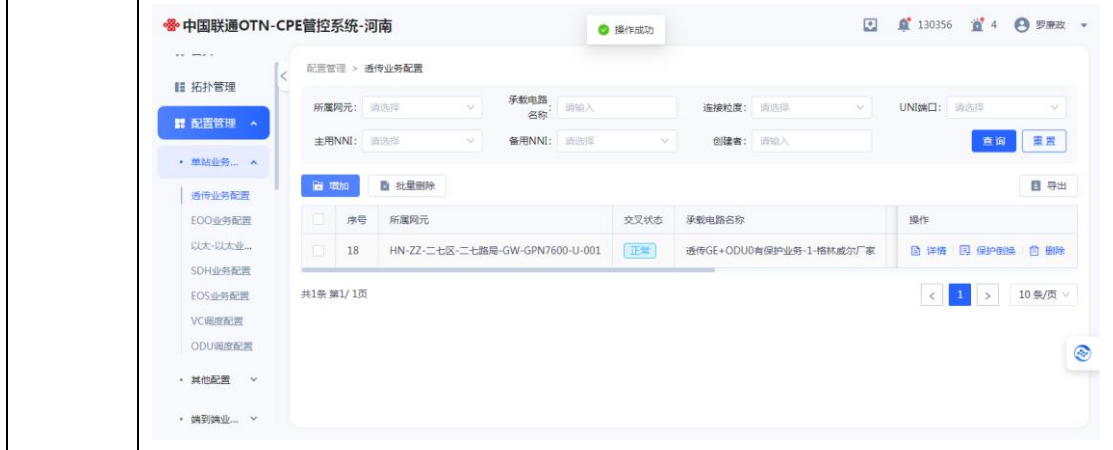 中国联通OTN-CPE管控系统-河南
操作成功
130356 4 罗廉政
拓扑管理
配置管理
单站业务...
透传业务配置
EOO业务配置
以太-以太业...
SDH业务配置
EOS业务配置
VC调度配置
ODU调度配置
其他配置
端到端业...
配置管理 > 透传业务配置
所属网元: 请选择 承载电路名称: 请输入 连接粒度: 请选择 UNI端口: 请选择
主用NNI: 请选择 备用NNI: 请选择 创建者: 请输入 查询 重置
增加 批量删除 导出
序号 所属网元 交叉状态 承载电路名称 操作
18 HN-ZZ-二七区-二七路局-GW-GPN7600-U-001 正常 透传GE+ODU0有保护业务-1-格林威尔厂家 详情 保护倒换 删除
共1条 第1/ 1页 < 1 > 10 条/页